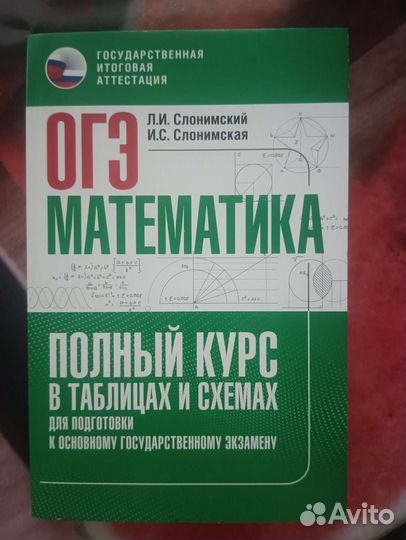 ГОСУДАРСТВЕННАЯ
ИТОГОВАЯ
АТТЕСТАЦИЯ
Л.И. Слонимский
И.С. Слонимская
ОГЭ
МАТЕМАТИКА
ПОЛНЫЙ КУРС
В ТАБЛИЦАХ И СХЕМАХ
ДЛЯ ПОДГОТОВКИ
К ОСНОВНОМУ ГОСУДАРСТВЕННОМУ ЭКЗАМЕНУ
Avito